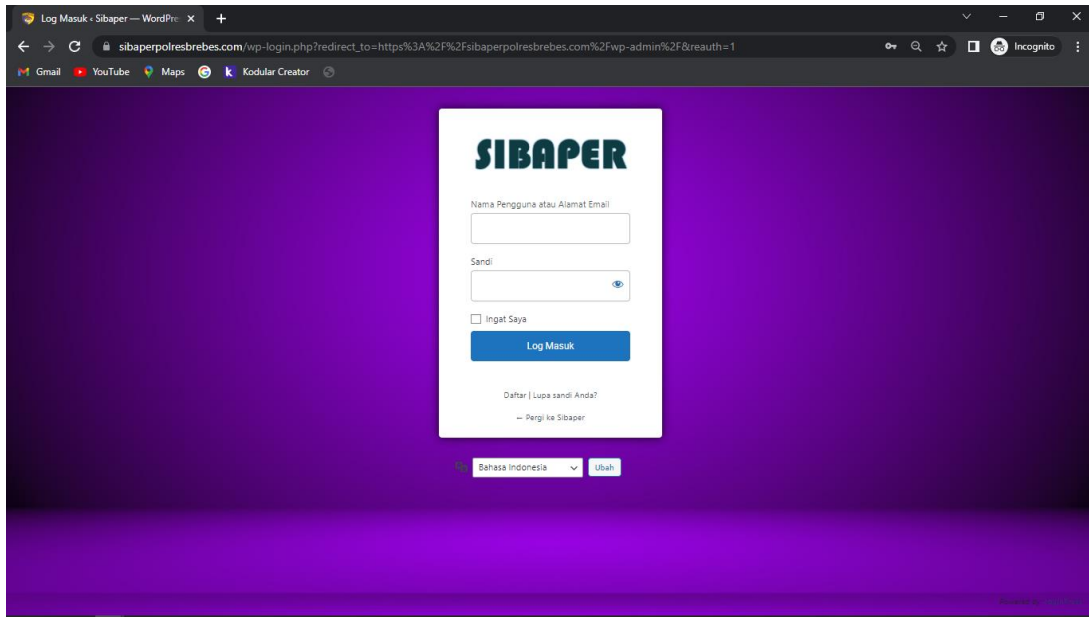 Log Masuk ‹ Sibaper — WordPre
sibaperpolresbrebes.com/wp-login.php?redirect_to=https%3A%2F%2Fsibaperpolresbrebes.com%2Fwp-admin%2F&reauth=1
Incognito
Gmail YouTube Maps Kodular Creator
SIBAPER
Nama Pengguna atau Alamat Email
Sandi
Ingat Saya
Log Masuk
Daftar | Lupa sandi Anda?
← Pergi ke Sibaper
Bahasa Indonesia Ubah